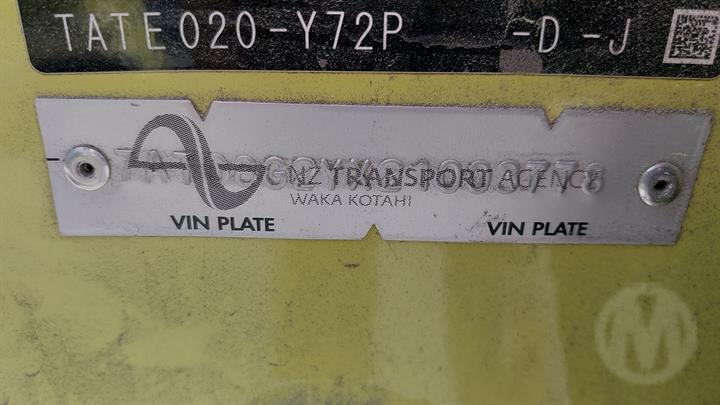 TATE020-Y72P -D -J
NZ TRANSPORT AGENCY
WAKA KOTAHI
VIN PLATE VIN PLATE
M